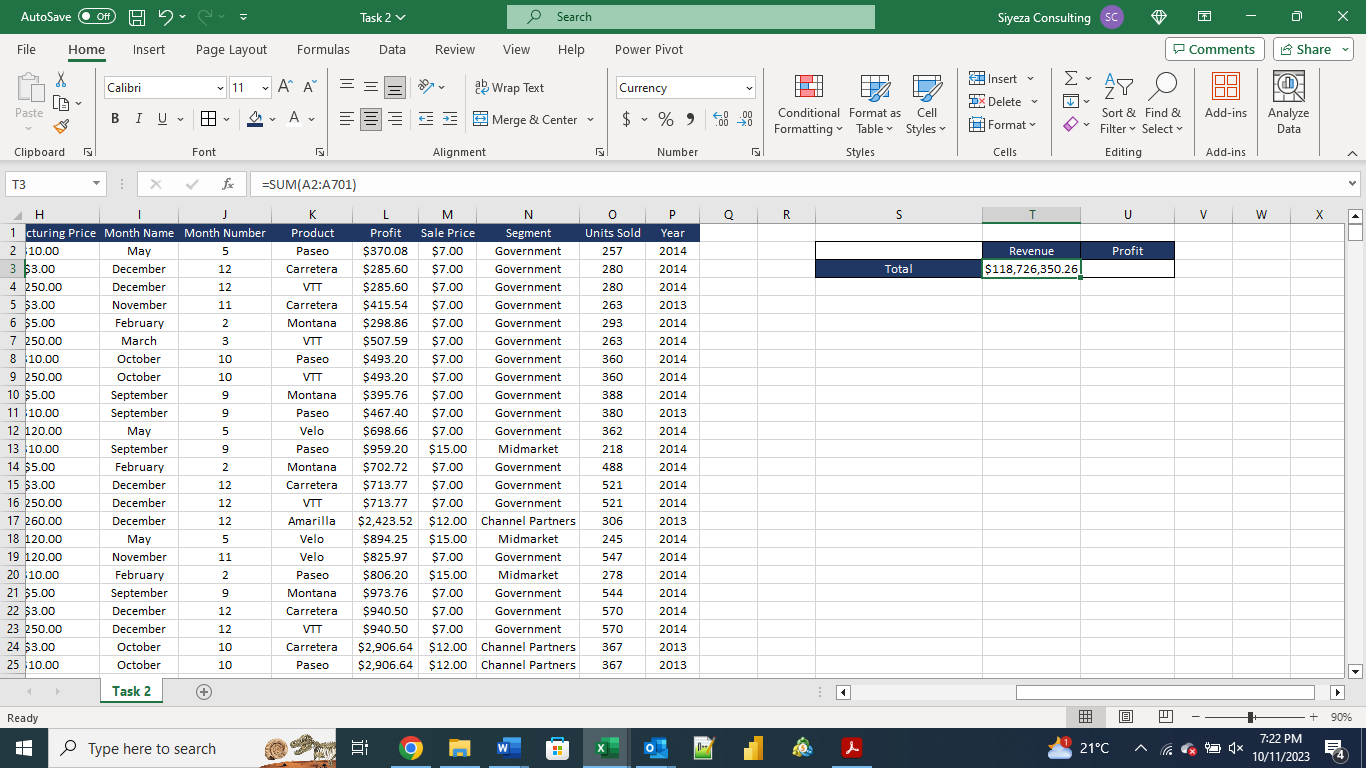 AutoSave Off Task 2 Search Siyeza Consulting SC
File Home Insert Page Layout Formulas Data Review View Help Power Pivot Comments Share
Paste Calibri 11 A A ab Wrap Text Currency Conditional Formatting Format as Table Cell Styles Insert Delete Format Sort & Filter Find & Select Add-ins Analyze Data
B I U A Merge & Center $ % 9
Clipboard Font Alignment Number Styles Cells Editing Add-ins
T3 fx =SUM(A2:A701)
H I J K L M N O P Q R S T U V W X
1 cturing Price Month Name Month Number Product Profit Sale Price Segment Units Sold Year
2 10.00 May 5 Paseo $370.08 $7.00 Government 257 2014 Revenue Profit
3 $3.00 December 12 Carretera $285.60 $7.00 Government 280 2014 Total $118,726,350.26
4 250.00 December 12 VTT $285.60 $7.00 Government 280 2014
5 $3.00 November 11 Carretera $415.54 $7.00 Government 263 2013
6 $5.00 February 2 Montana $298.86 $7.00 Government 293 2014
7 250.00 March 3 VTT $507.59 $7.00 Government 263 2014
8 10.00 October 10 Paseo $493.20 $7.00 Government 360 2014
9 250.00 October 10 VTT $493.20 $7.00 Government 360 2014
10 $5.00 September 9 Montana $395.76 $7.00 Government 388 2014
11 10.00 September 9 Paseo $467.40 $7.00 Government 380 2013
12 120.00 May 5 Velo $698.66 $7.00 Government 362 2014
13 10.00 September 9 Paseo $959.20 $15.00 Midmarket 218 2014
14 $5.00 February 2 Montana $702.72 $7.00 Government 488 2014
15 $3.00 December 12 Carretera $713.77 $7.00 Government 521 2014
16 250.00 December 12 VTT $713.77 $7.00 Government 521 2014
17 260.00 December 12 Amarilla $2,423.52 $12.00 Channel Partners 306 2013
18 120.00 May 5 Velo $894.25 $15.00 Midmarket 245 2014
19 120.00 November 11 Velo $825.97 $7.00 Government 547 2014
20 10.00 February 2 Paseo $806.20 $15.00 Midmarket 278 2014
21 $5.00 September 9 Montana $973.76 $7.00 Government 544 2014
22 $3.00 December 12 Carretera $940.50 $7.00 Government 570 2014
23 250.00 December 12 VTT $940.50 $7.00 Government 570 2014
24 $3.00 October 10 Carretera $2,906.64 $12.00 Channel Partners 367 2013
25 10.00 October 10 Paseo $2,906.64 $12.00 Channel Partners 367 2013
Task 2
Ready 90%
Type here to search 1 21°C 7:22 PM
10/11/2023 4